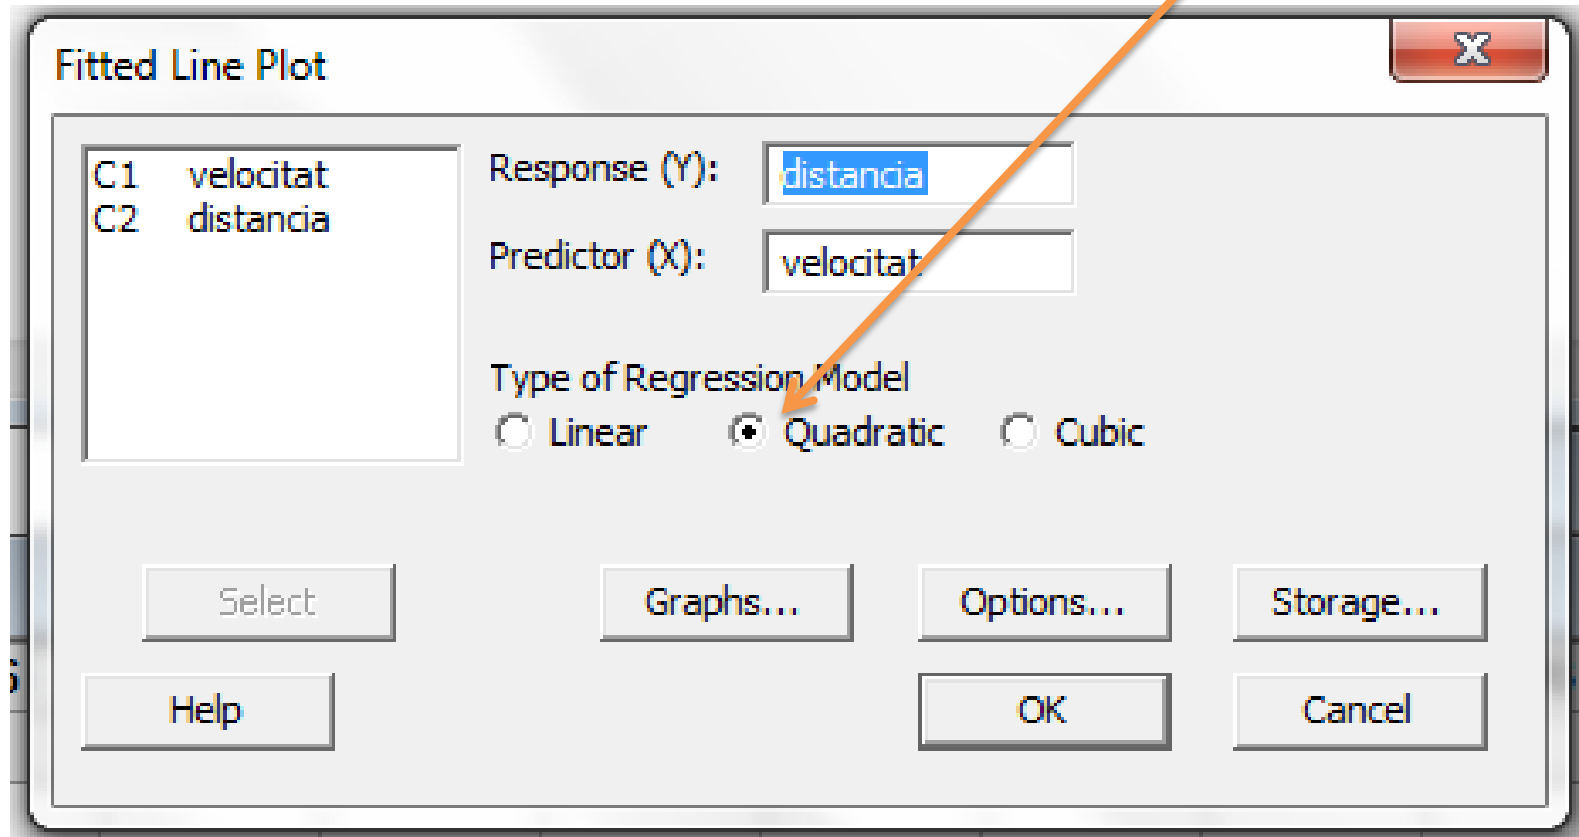 Fitted Line Plot
C1 velocitat
C2 distancia
Response (Y): distancia
Predictor (X): velocitat
Type of Regression Model
Linear Quadratic Cubic
Select Graphs... Options... Storage...
Help OK Cancel